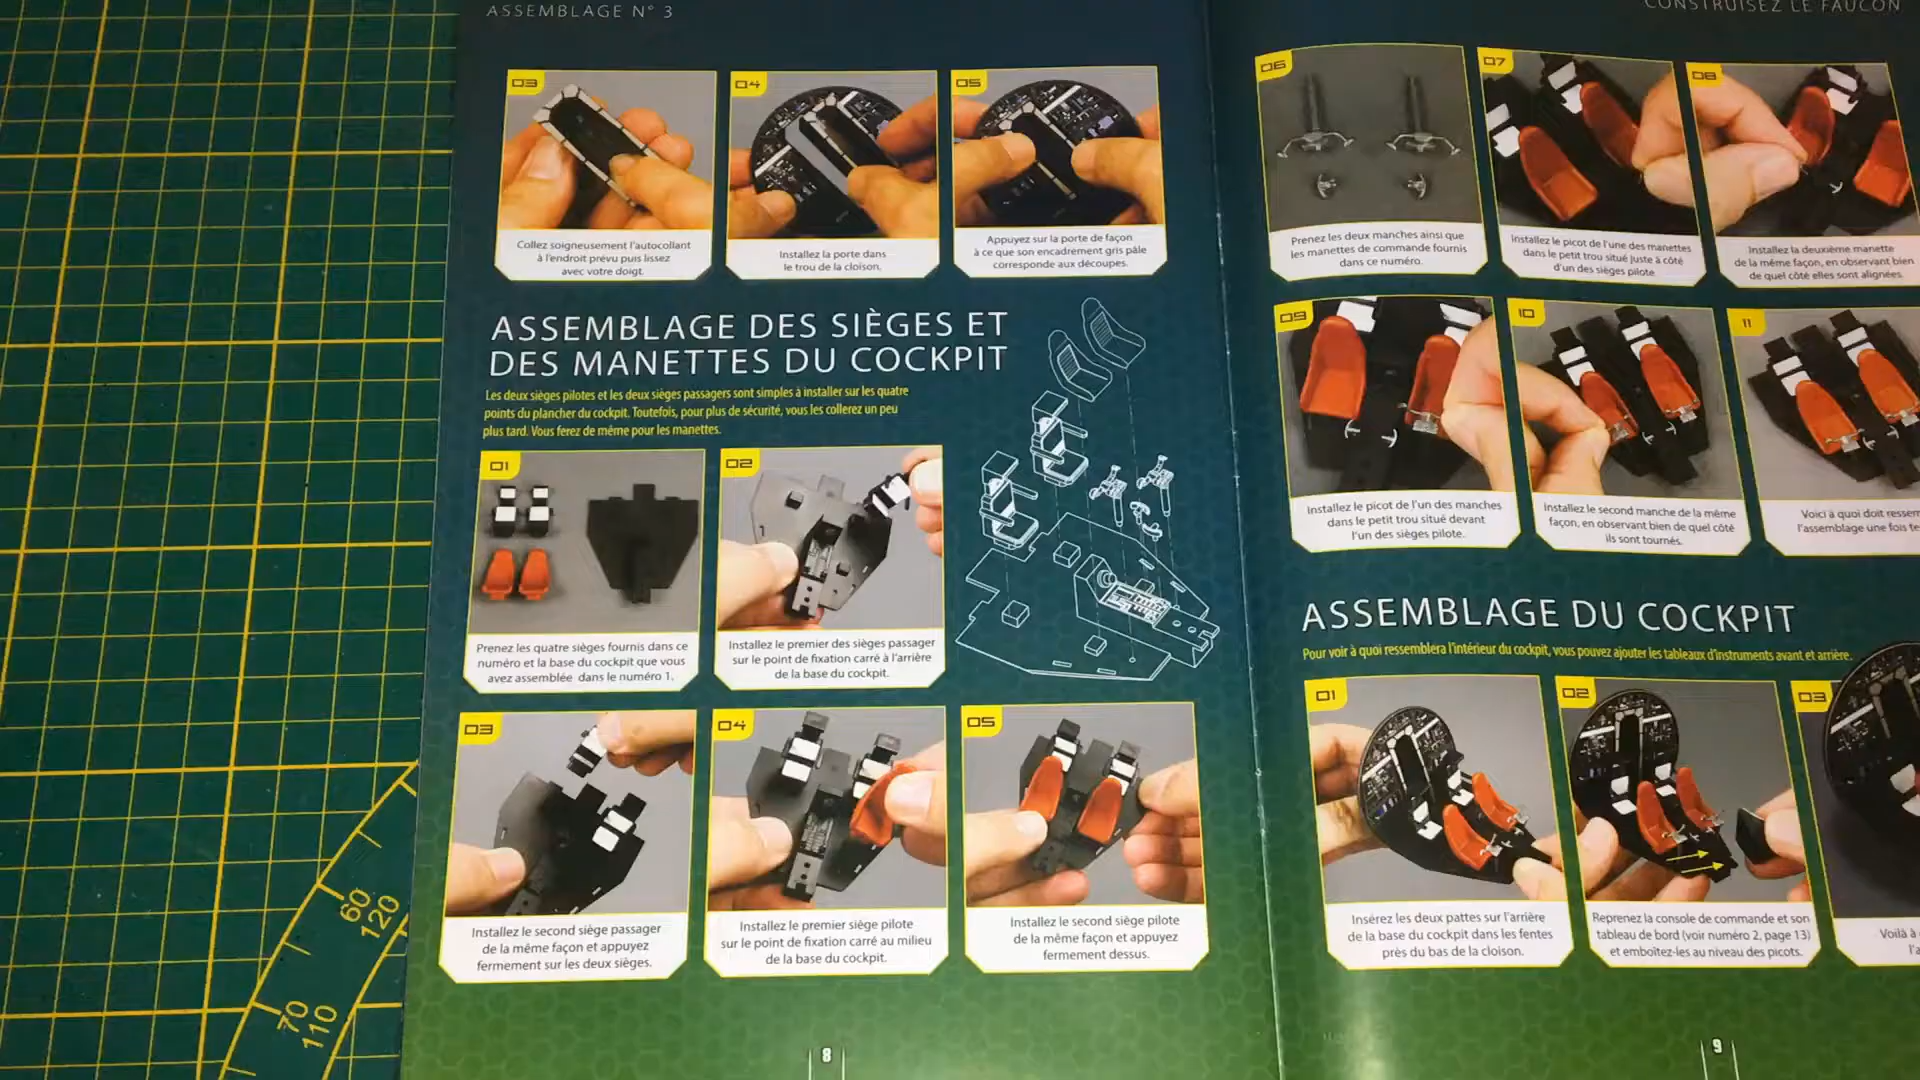 ASSEMBLAGE N° 3
03
Collez soigneusement l'autocollant
à l'endroit prévu puis lissez
avec votre doigt.
04
Installez la porte dans
le trou de la cloison.
05
Appuyez sur la porte de façon
à ce que son encadrement gris pâle
corresponde aux découpes.
ASSEMBLAGE DES SIÈGES ET
DES MANETTES DU COCKPIT
Les deux sièges pilotes et les deux sièges passagers sont simples à installer sur les quatre
points du plancher du cockpit. Toutefois, pour plus de sécurité, vous les collerez un peu
plus tard. Vous ferez de même pour les manettes.
01
Prenez les quatre sièges fournis dans ce
numéro et la base du cockpit que vous
avez assemblée dans le numéro 1.
02
Installez le premier des sièges passager
sur le point de fixation carré à l'arrière
de la base du cockpit.
03
Installez le second siège passager
de la même façon et appuyez
fermement sur les deux sièges.
04
Installez le premier siège pilote
sur le point de fixation carré au milieu
de la base du cockpit.
05
Installez le second siège pilote
de la même façon et appuyez
fermement dessus.
8
CONSTRUISEZ LE FAUCON
06
Prenez les deux manches ainsi que
les manettes de commande fournis
dans ce numéro.
07
Installez le picot de l'une des manettes
dans le petit trou situé juste à côté
d'un des sièges pilote
08
Installez la deuxième manette
de la même façon, en observant bien
de quel côté elles sont alignées.
09
Installez le picot de l'un des manches
dans le petit trou situé devant
l'un des sièges pilote.
10
Installez le second manche de la même
façon, en observant bien de quel côté
ils sont tournés.
11
Voici à quoi doit ressem
l'assemblage une fois te
ASSEMBLAGE DU COCKPIT
Pour voir à quoi ressemblera l'intérieur du cockpit, vous pouvez ajouter les tableaux d'instruments avant et arrière.
01
Insérez les deux pattes sur l'arrière
de la base du cockpit dans les fentes
près du bas de la cloison.
02
Reprenez la console de commande et son
tableau de bord (voir numéro 2, page 13)
et emboîtez-les au niveau des picots.
03
Voilà à
l'a
9
60
120
70
110